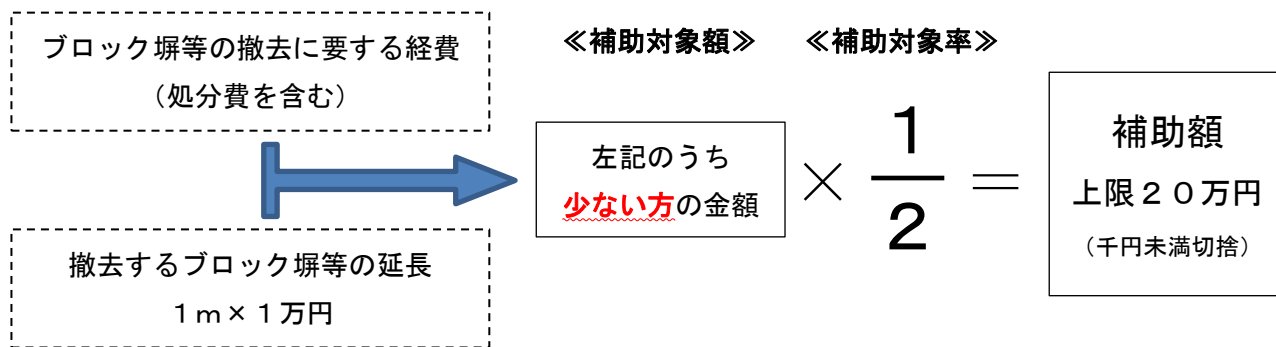 ブロック塀等の撤去に要する経費
（処分費を含む）
撤去するブロック塀等の延長
１ｍ×１万円
≪補助対象額≫
左記のうち
少ない方の金額
×
≪補助対象率≫
１
２
＝
補助額
上限２０万円
（千円未満切捨）